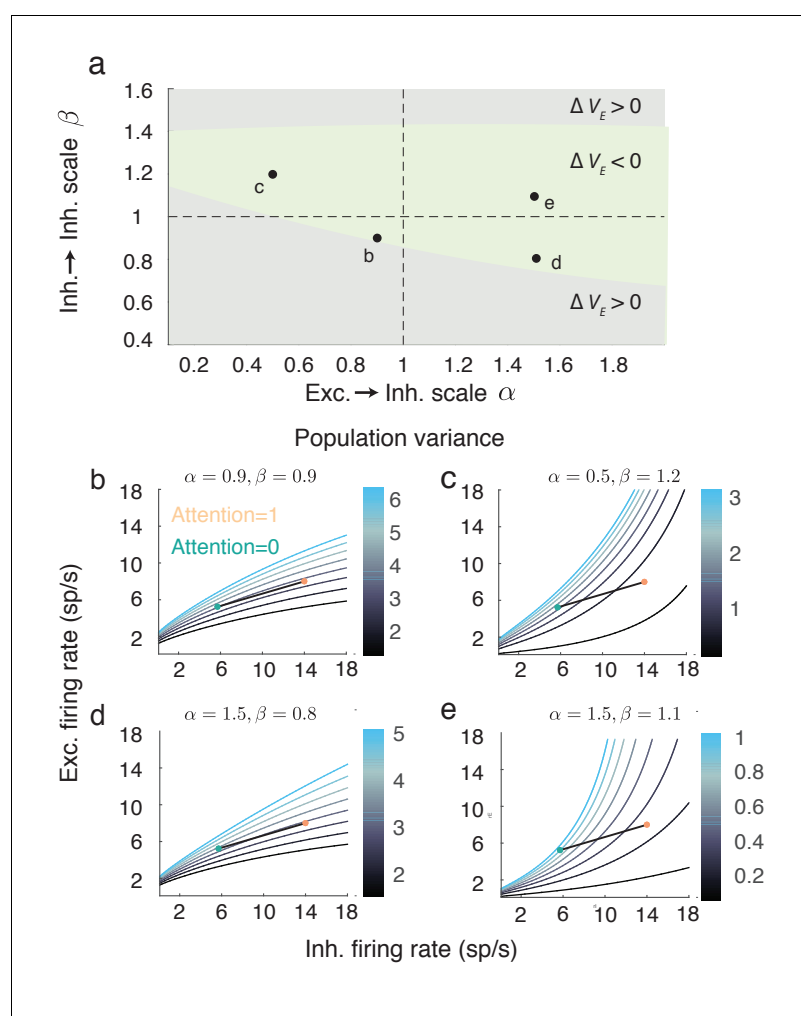 a
1.6
1.4
1.2
1
0.8
0.6
0.4
Inh.→ Inh. scale β
Δ V_E > 0
Δ V_E < 0
Δ V_E > 0
c
b
e
d
0.2 0.4 0.6 0.8 1 1.2 1.4 1.6 1.8
Exc.→ Inh. scale α
Population variance
b
α = 0.9, β = 0.9
Attention=1
Attention=0
18
14
10
6
2
2 6 10 14 18
6
5
4
3
2
c
α = 0.5, β = 1.2
18
14
10
6
2
2 6 10 14 18
3
2
1
Exc. firing rate (sp/s)
d
α = 1.5, β = 0.8
18
14
10
6
2
2 6 10 14 18
5
4
3
2
e
α = 1.5, β = 1.1
18
14
10
6
2
2 6 10 14 18
1
0.8
0.6
0.4
0.2
Inh. firing rate (sp/s)